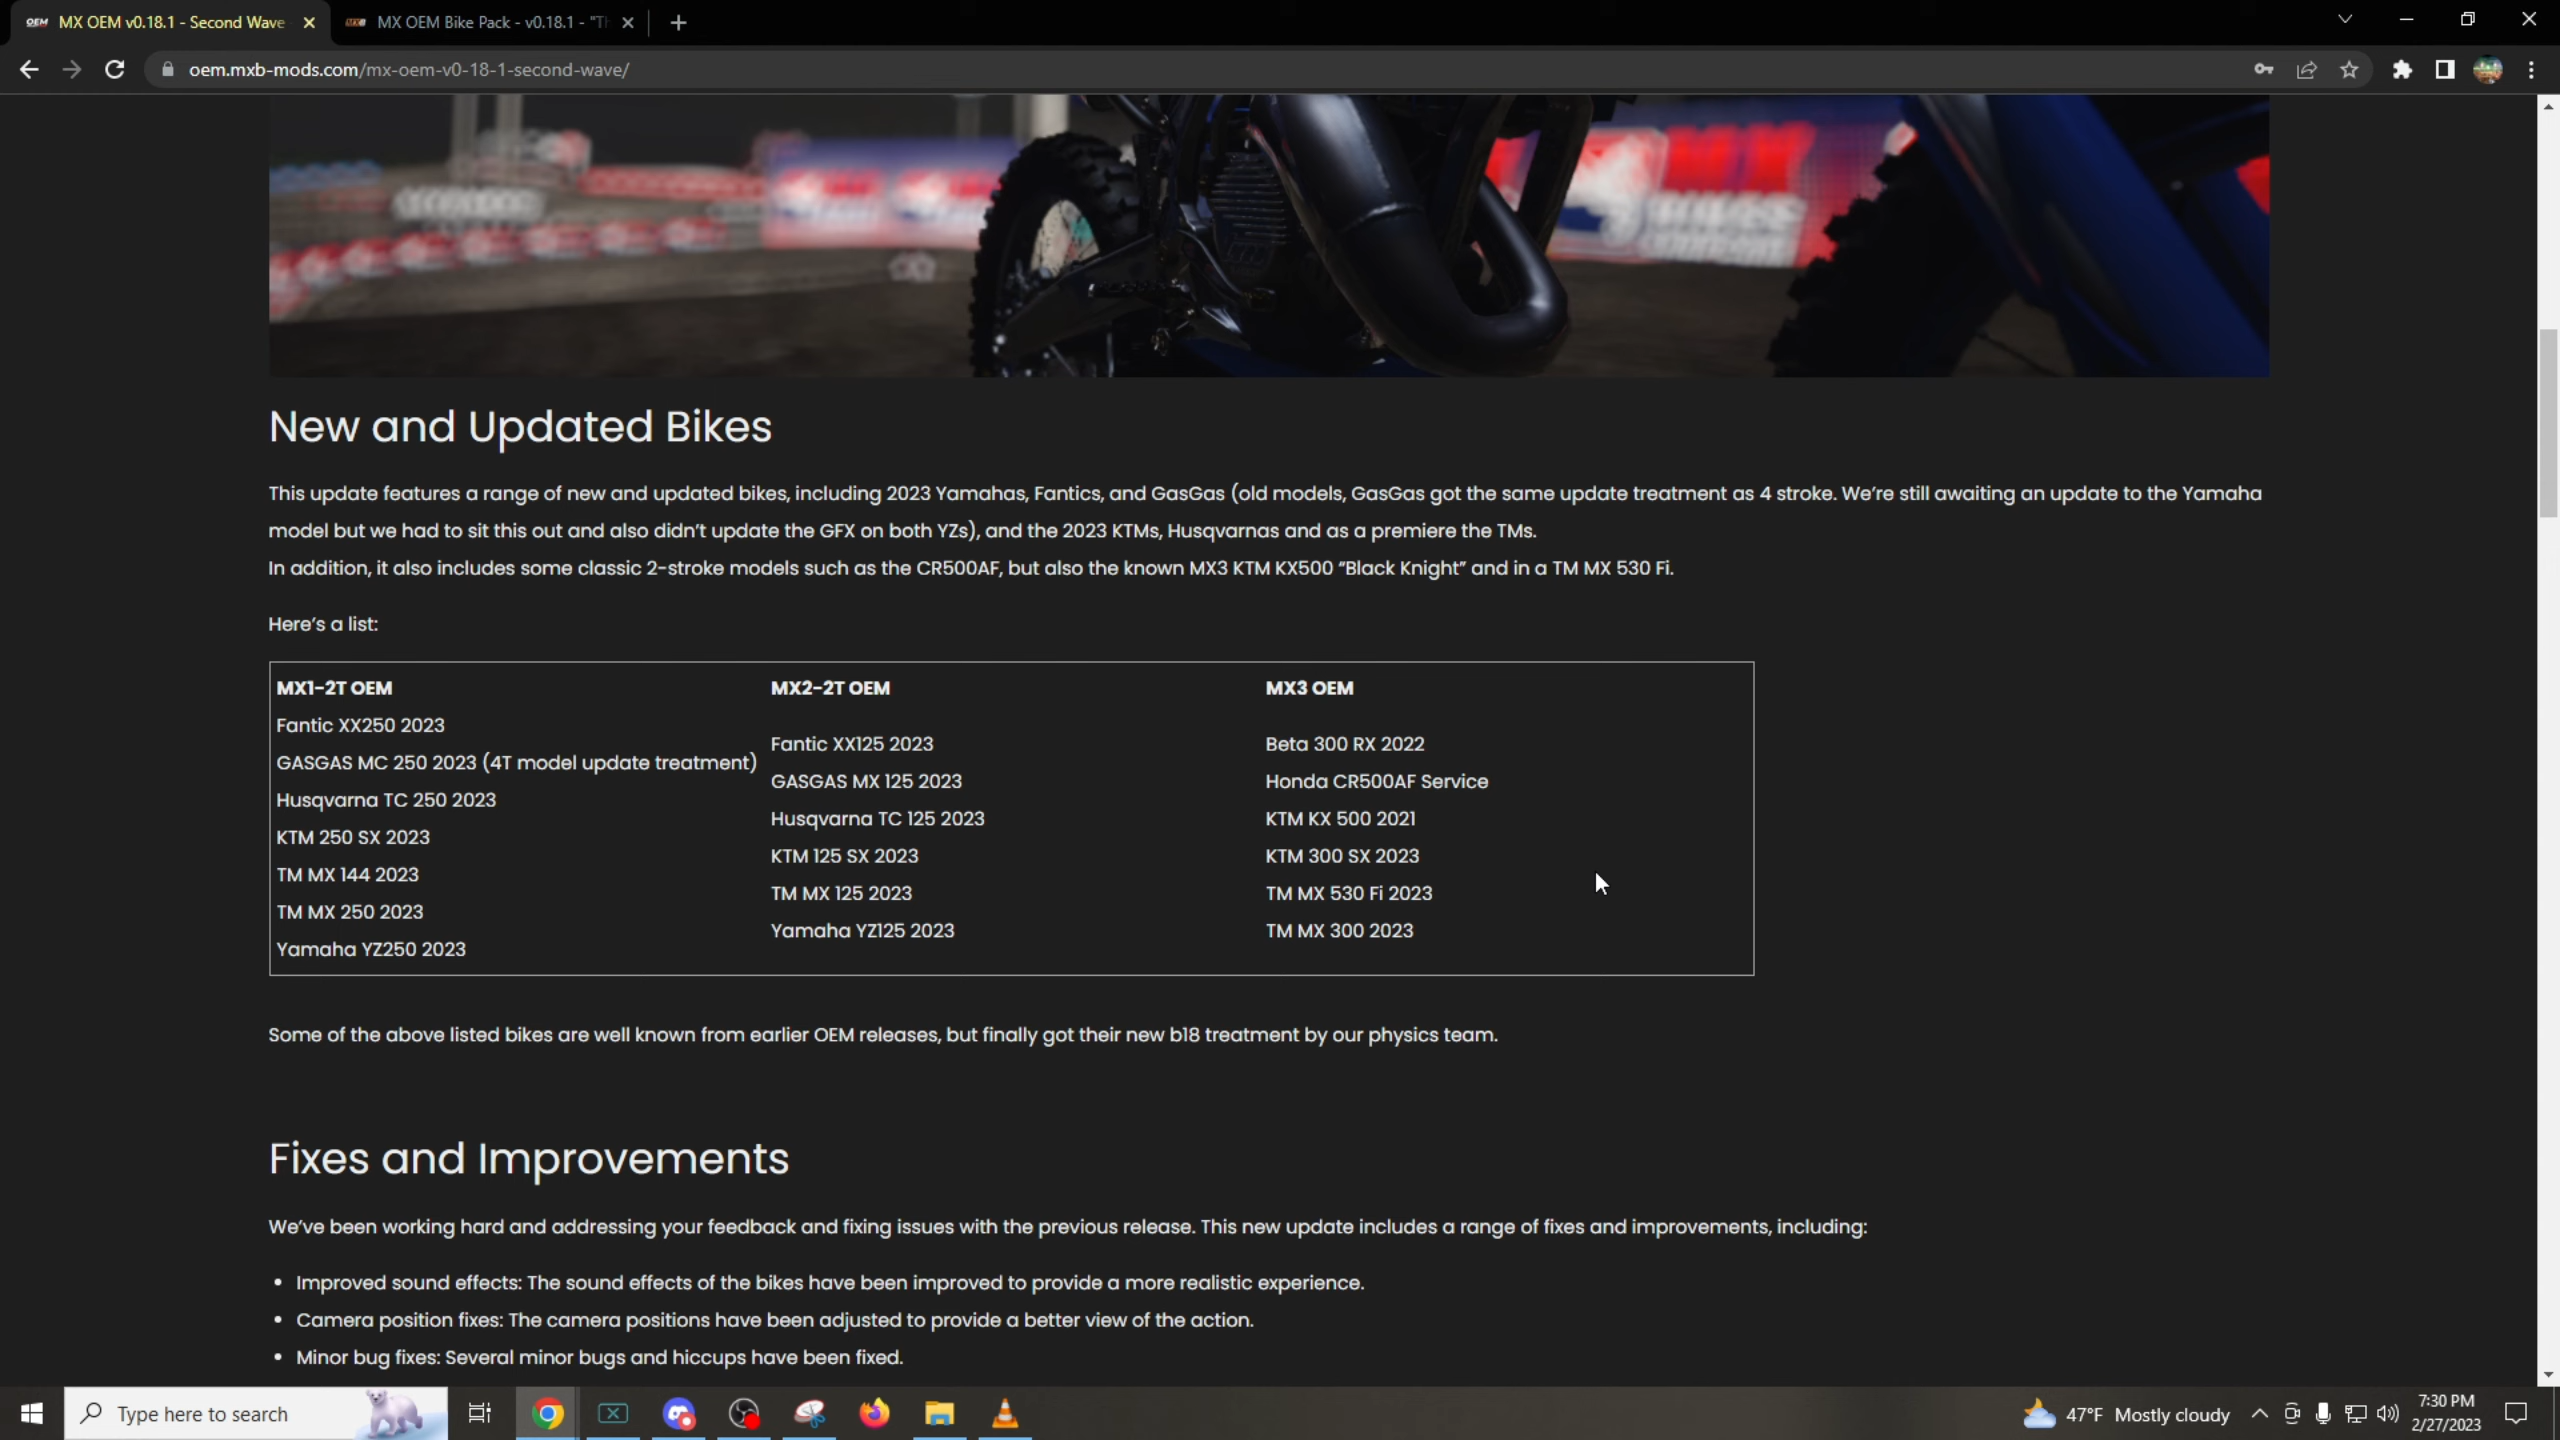 OEM MX OEM v0.18.1 - Second Wave
MX OEM Bike Pack - v0.18.1 - "Th
oem.mxb-mods.com/mx-oem-v0-18-1-second-wave/
New and Updated Bikes
This update features a range of new and updated bikes, including 2023 Yamahas, Fantics, and GasGas (old models, GasGas got the same update treatment as 4 stroke. We're still awaiting an update to the Yamaha
model but we had to sit this out and also didn't update the GFX on both YZs), and the 2023 KTMs, Husqvarnas and as a premiere the TMs.
In addition, it also includes some classic 2-stroke models such as the CR500AF, but also the known MX3 KTM KX500 "Black Knight" and in a TM MX 530 Fi.
Here's a list:
MX1-2T OEM
Fantic XX250 2023
GASGAS MC 250 2023 (4T model update treatment)
Husqvarna TC 250 2023
KTM 250 SX 2023
TM MX 144 2023
TM MX 250 2023
Yamaha YZ250 2023
MX2-2T OEM
Fantic XX125 2023
GASGAS MX 125 2023
Husqvarna TC 125 2023
KTM 125 SX 2023
TM MX 125 2023
Yamaha YZ125 2023
MX3 OEM
Beta 300 RX 2022
Honda CR500AF Service
KTM KX 500 2021
KTM 300 SX 2023
TM MX 530 Fi 2023
TM MX 300 2023
Some of the above listed bikes are well known from earlier OEM releases, but finally got their new b18 treatment by our physics team.
Fixes and Improvements
We've been working hard and addressing your feedback and fixing issues with the previous release. This new update includes a range of fixes and improvements, including:
• Improved sound effects: The sound effects of the bikes have been improved to provide a more realistic experience.
• Camera position fixes: The camera positions have been adjusted to provide a better view of the action.
• Minor bug fixes: Several minor bugs and hiccups have been fixed.
Type here to search
47°F Mostly cloudy
7:30 PM
2/27/2023